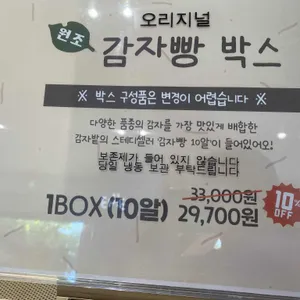 원조
오리지널
감자빵 박스
※ 박스 구성품은 변경이 어렵습니다 ※
다양한 품종의 감자를 가장 맛있게 배합한
감자밭의 스테디셀러 감자빵 10알이 들어있어요!
보존제가 들어 있지 않습니다
당일 냉동 보관 부탁드립니다
33,000원
1BOX (10알) 29,700원
10%
OFF